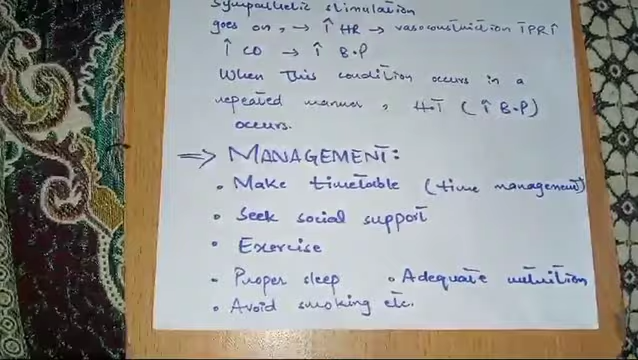 Sympathetic stimulation
goes on, → ↑ HR → vasoconstriction TPR↑
↑ CO → ↑ B.P
When this condition occurs in a
repeated manner, H.T (↑ B.P)
occurs.
⇒ MANAGEMENT:
• Make timetable (time management)
• Seek social support
• Exercise
• Proper sleep • Adequate nutrition
• Avoid smoking etc.